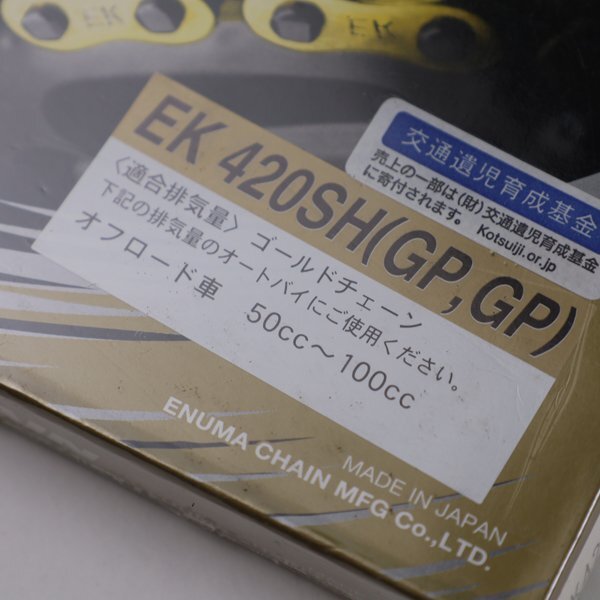 EK
EK
交通遺児育成基金
売上の一部は(財)交通遺児育成基金
に寄付されます。
Kotsuiji.or.jp
EK 420SH(GP,GP)
〈適合排気量〉ゴールドチェーン
下記の排気量のオートバイにご使用ください。
オフロード車 50cc～100cc
MADE IN JAPAN
ENUMA CHAIN MFG Co.,LTD.